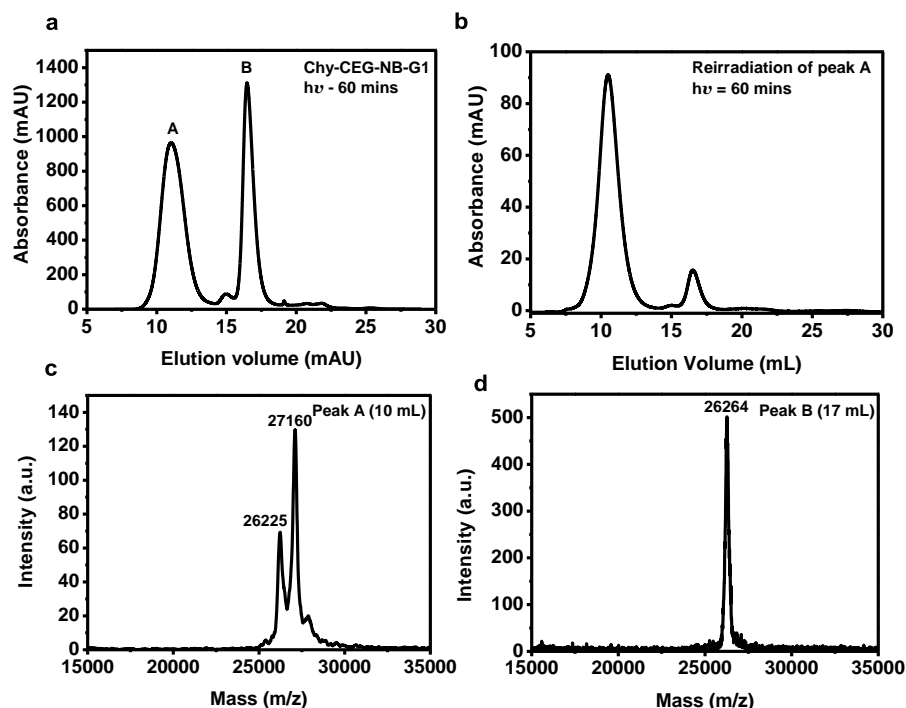 a
1400
1200
1000
800
600
400
200
0
Absorbance (mAU)
A
B
Chy-CEG-NB-G1
hυ - 60 mins
5 10 15 20 25 30
Elution volume (mAU)
b
100
80
60
40
20
0
Absorbance (mAU)
Reirradiation of peak A
hυ = 60 mins
5 10 15 20 25 30
Elution Volume (mL)
c
140
120
100
80
60
40
20
0
Intensity (a.u.)
Peak A (10 mL)
27160
26225
15000 20000 25000 30000 35000
Mass (m/z)
d
500
400
300
200
100
0
Intensity (a.u.)
26264
Peak B (17 mL)
15000 20000 25000 30000 35000
Mass (m/z)